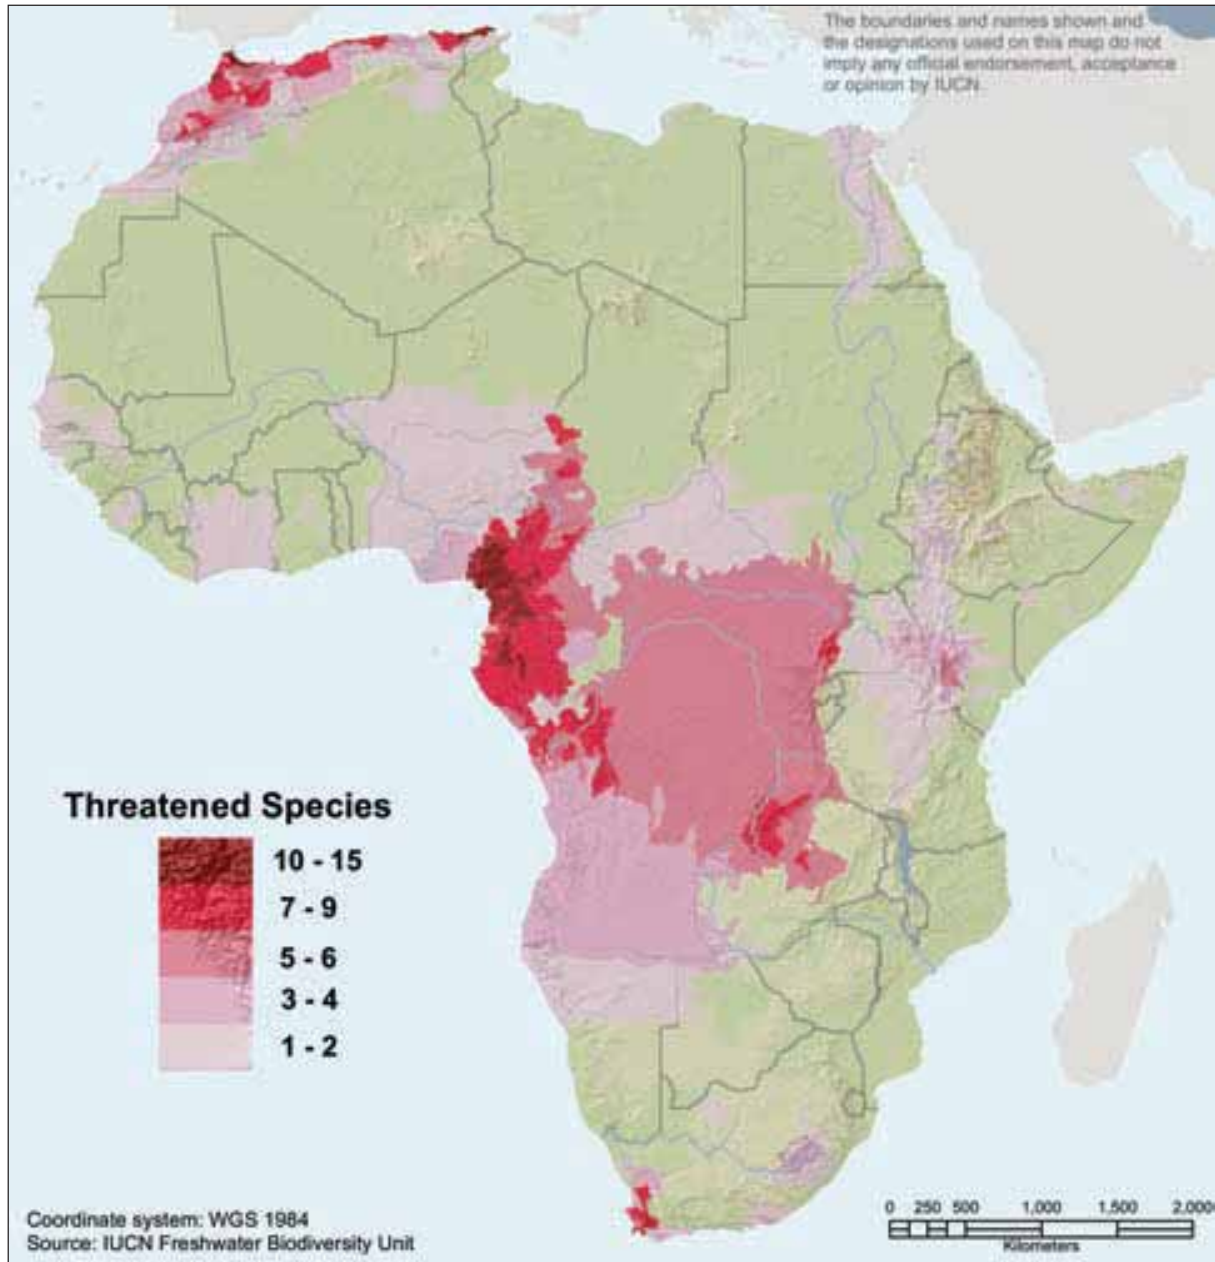 The boundaries and names shown and
the designations used on this map do not
imply any official endorsement, acceptance
or opinion by IUCN.
Threatened Species
10 - 15
7 - 9
5 - 6
3 - 4
1 - 2
Coordinate system: WGS 1984
Source: IUCN Freshwater Biodiversity Unit
0 250 500 1,000 1,500 2,000
Kilometers